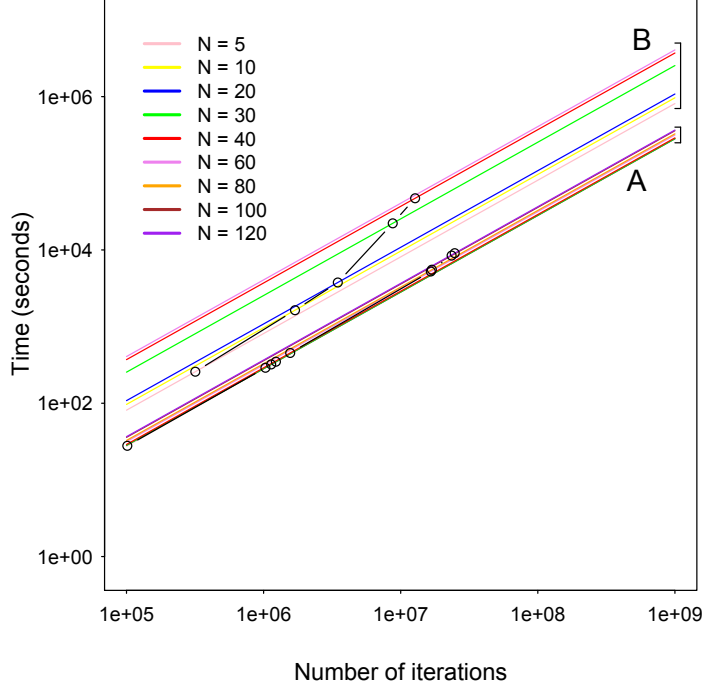 B
N = 5
N = 10
N = 20
N = 30
N = 40
N = 60
N = 80
N = 100
N = 120
A
1e+06
1e+04
1e+02
1e+00
Time (seconds)
1e+05 1e+06 1e+07 1e+08 1e+09
Number of iterations